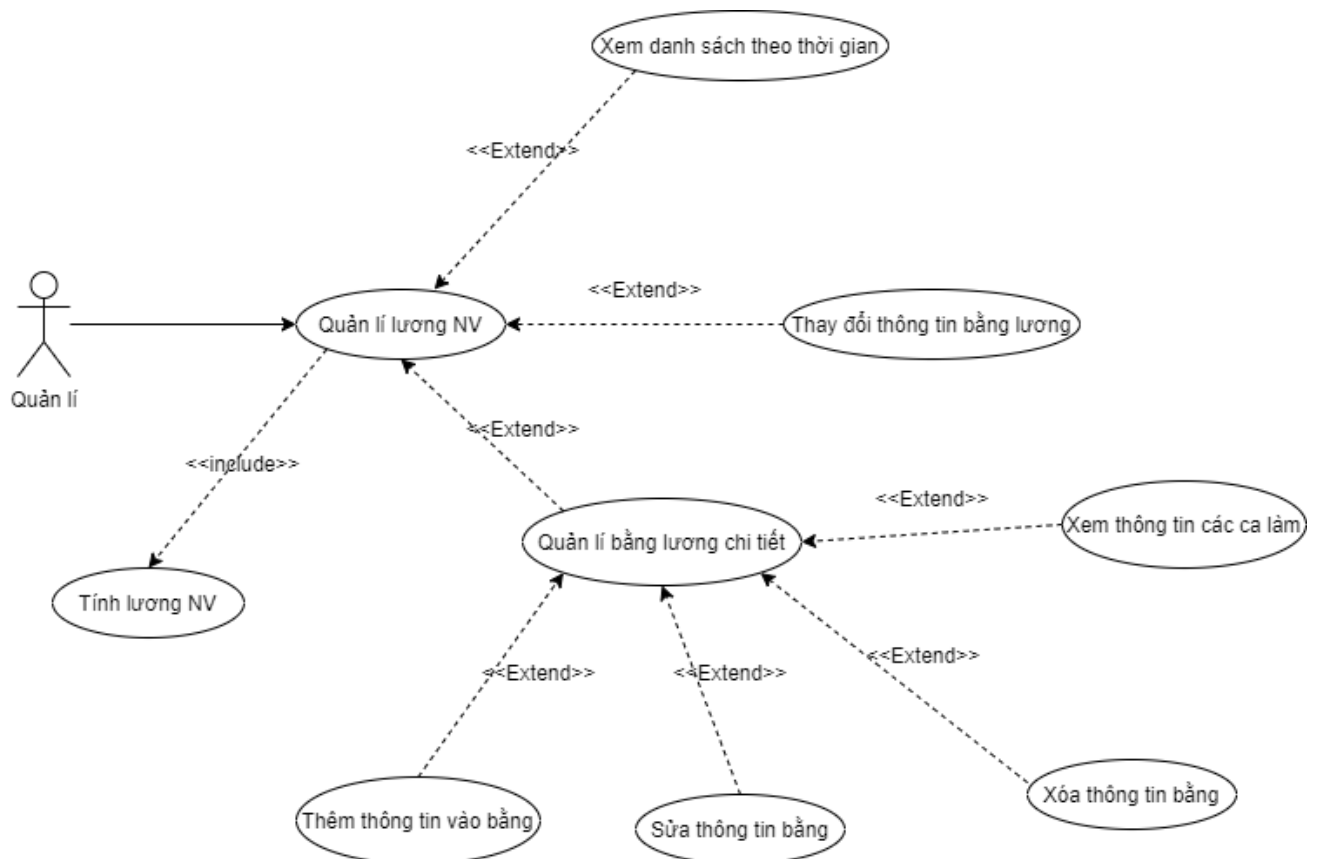 Xem danh sách theo thời gian
<<Extend>>
<<Extend>>
Quản lí lương NV
Thay đổi thông tin bằng lương
Quản lí
<<Extend>>
<<include>>
<<Extend>>
Xem thông tin các ca làm
Quản lí bằng lương chi tiết
Tính lương NV
<<Extend>>
<<Extend>>
<<Extend>>
Xóa thông tin bằng
Thêm thông tin vào bằng
Sửa thông tin bằng